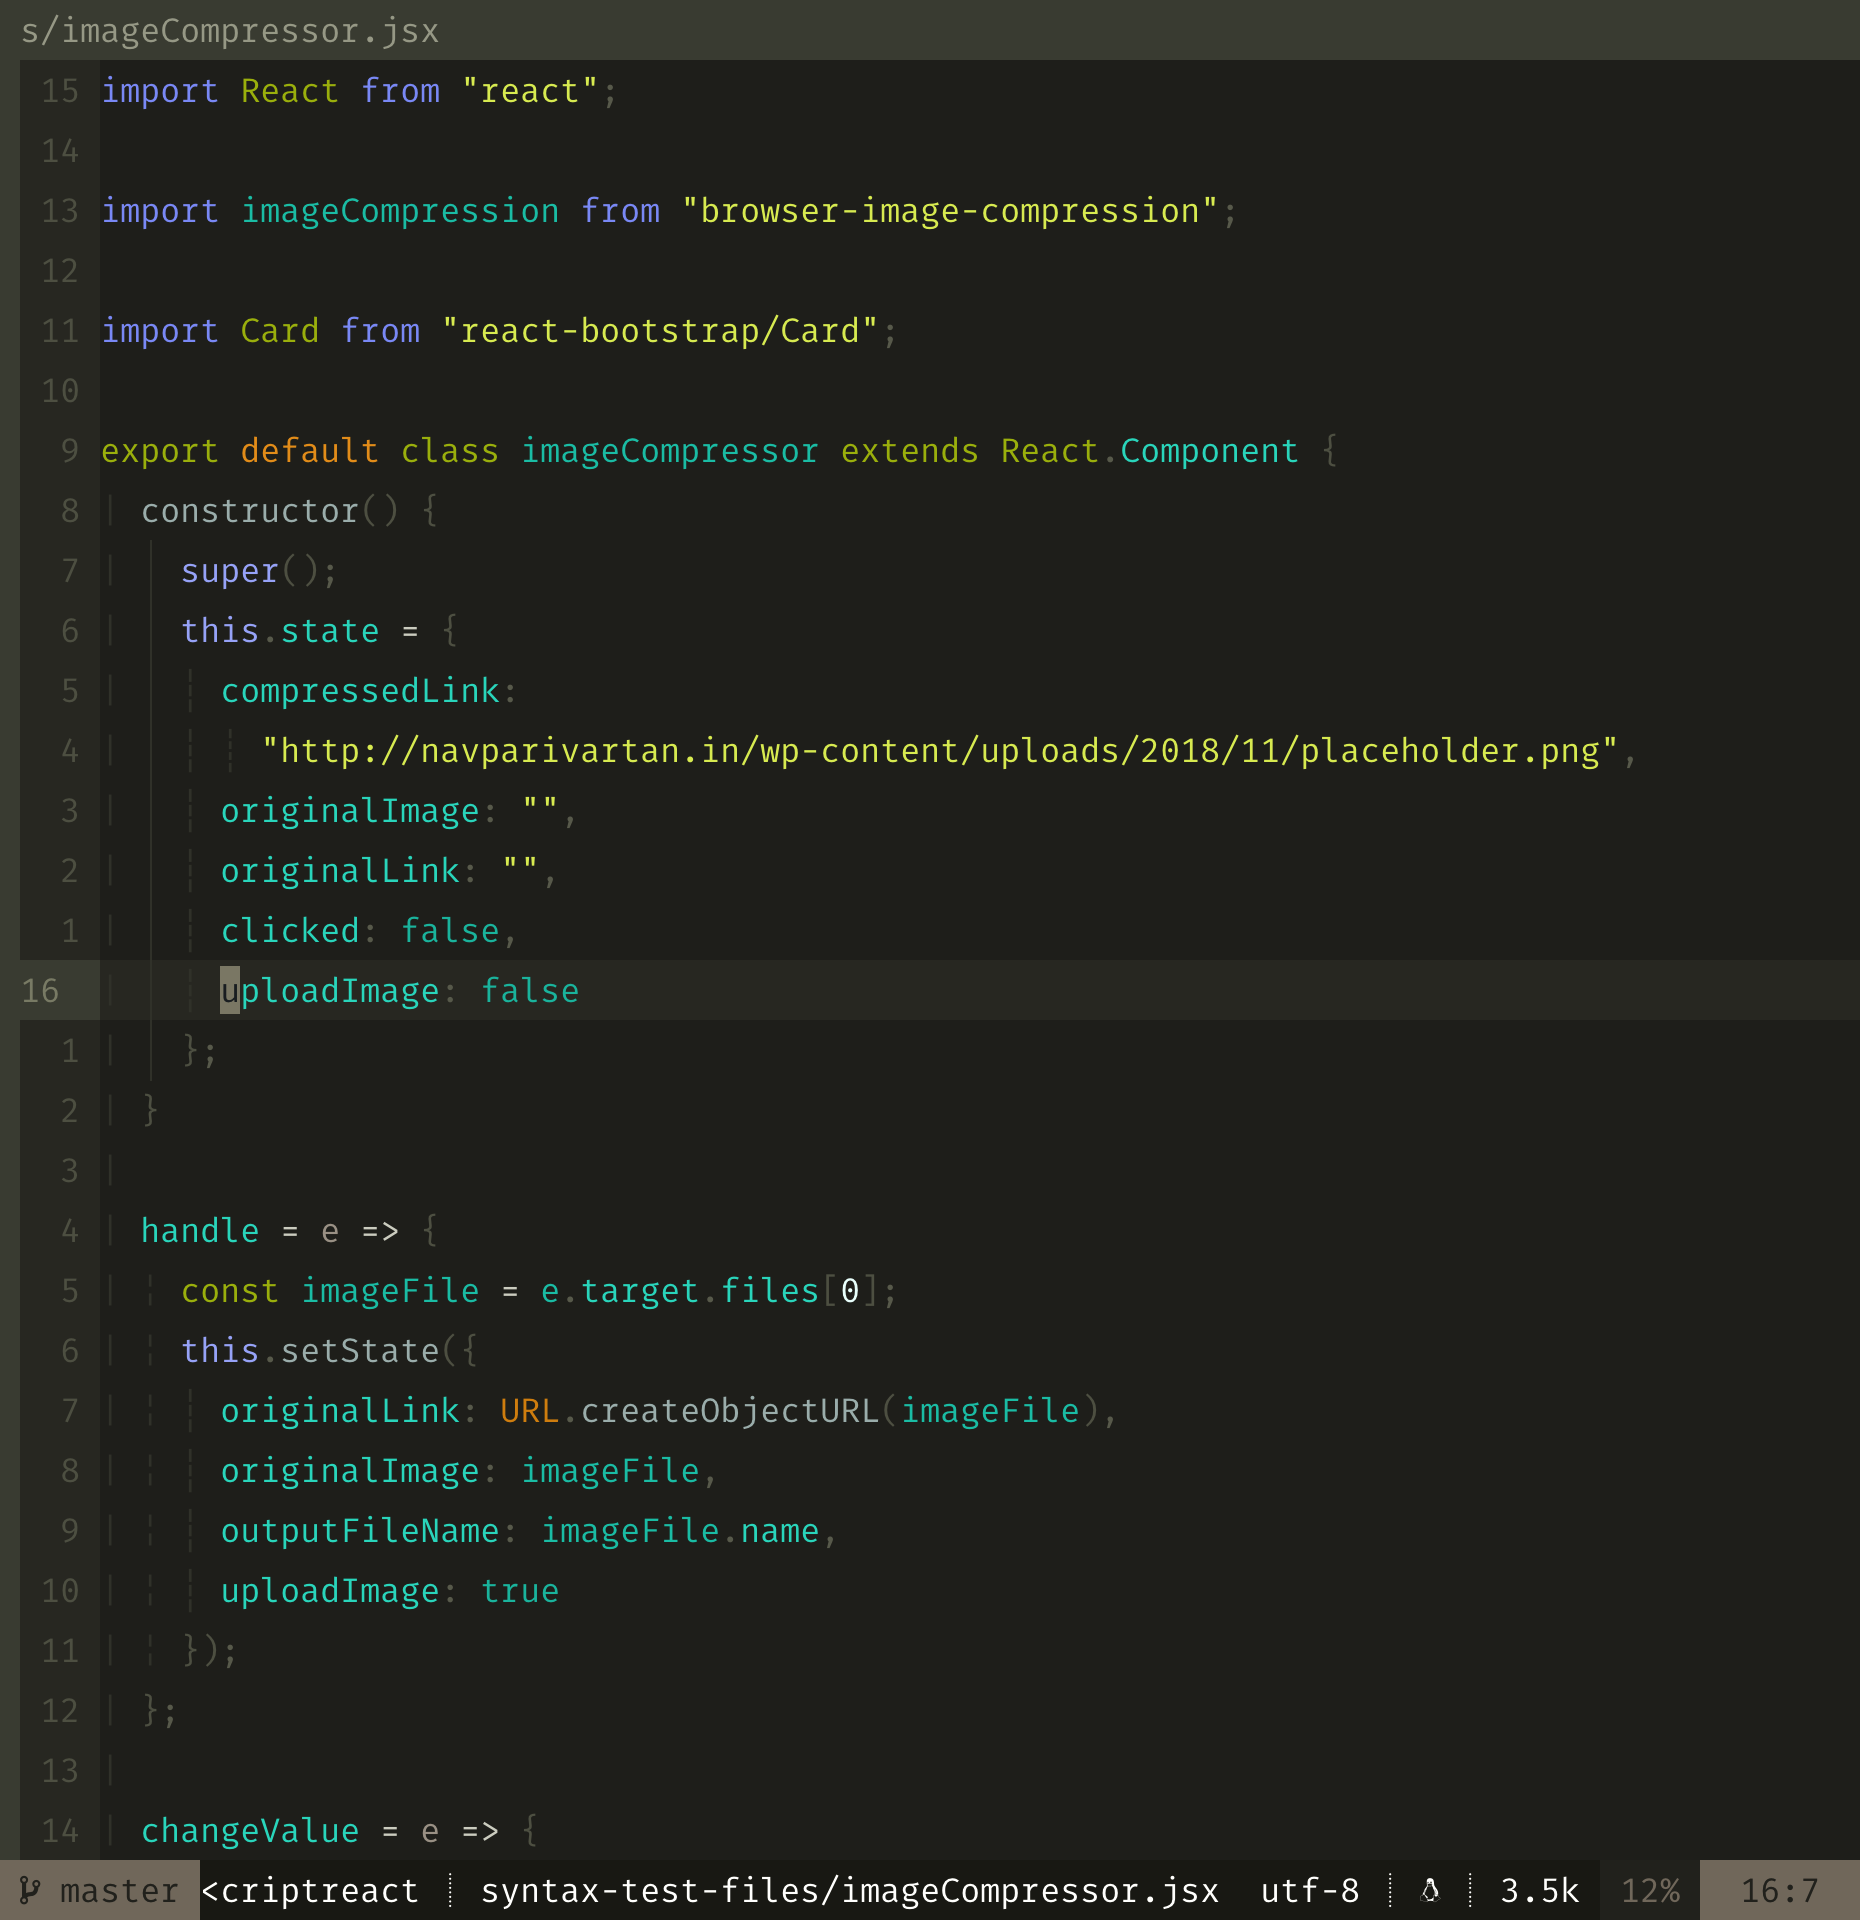 s/imageCompressor.jsx
15 import React from "react";
14
13 import imageCompression from "browser-image-compression";
12
11 import Card from "react-bootstrap/Card";
10
9 export default class imageCompressor extends React.Component {
8 constructor() {
7 super();
6 this.state = {
5 compressedLink:
4 "http://navparivartan.in/wp-content/uploads/2018/11/placeholder.png",
3 originalImage: "",
2 originalLink: "",
1 clicked: false,
16 uploadImage: false
1 };
2 }
3
4 handle = e => {
5 const imageFile = e.target.files[0];
6 this.setState({
7 originalLink: URL.createObjectURL(imageFile),
8 originalImage: imageFile,
9 outputFileName: imageFile.name,
10 uploadImage: true
11 });
12 };
13
14 changeValue = e => {
master <criptreact syntax-test-files/imageCompressor.jsx utf-8 3.5k 12% 16:7